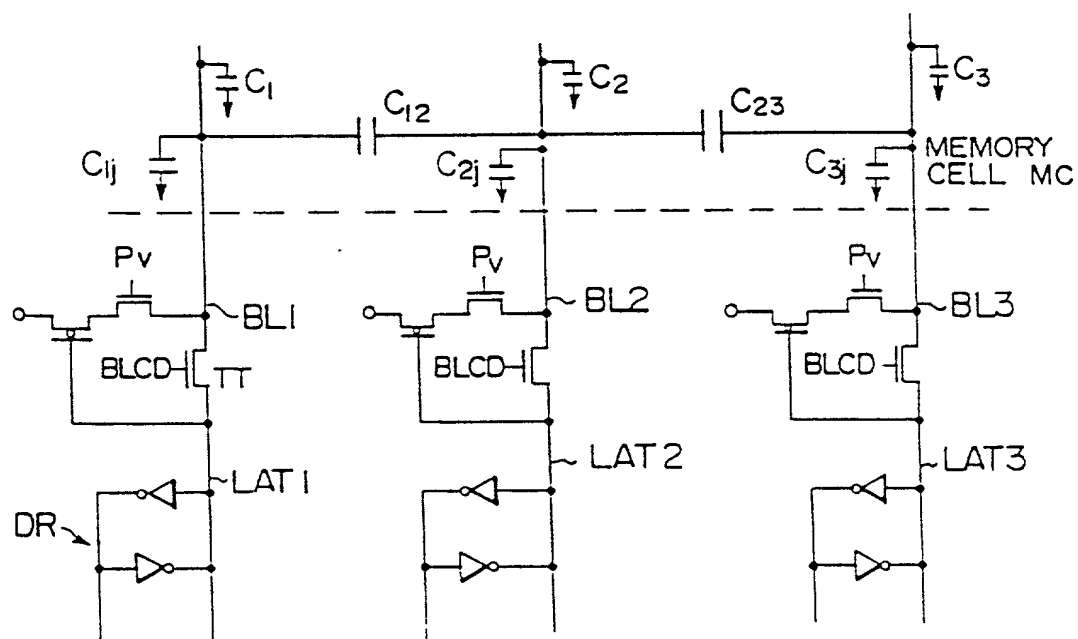 C1
C2
C3
C12
C23
C1j
C2j
C3j
MEMORY
CELL MC
Pv
Pv
Pv
BL1
BL2
BL3
BLCD
TT
BLCD
BLCD
LAT1
LAT2
LAT3
DR